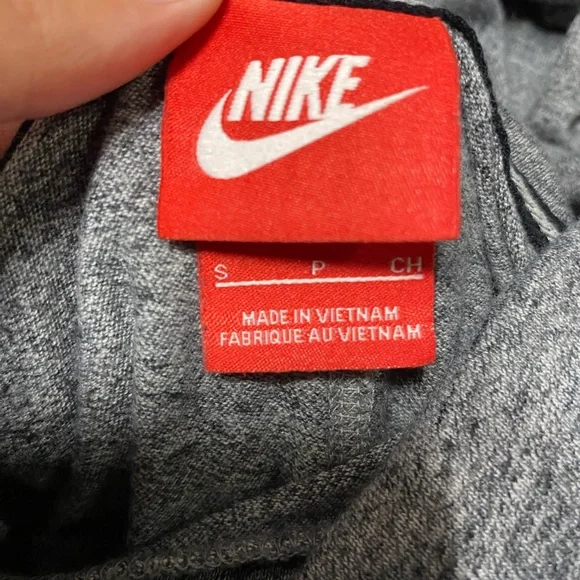 NIKE
S P CH
MADE IN VIETNAM
FABRIQUE AU VIETNAM